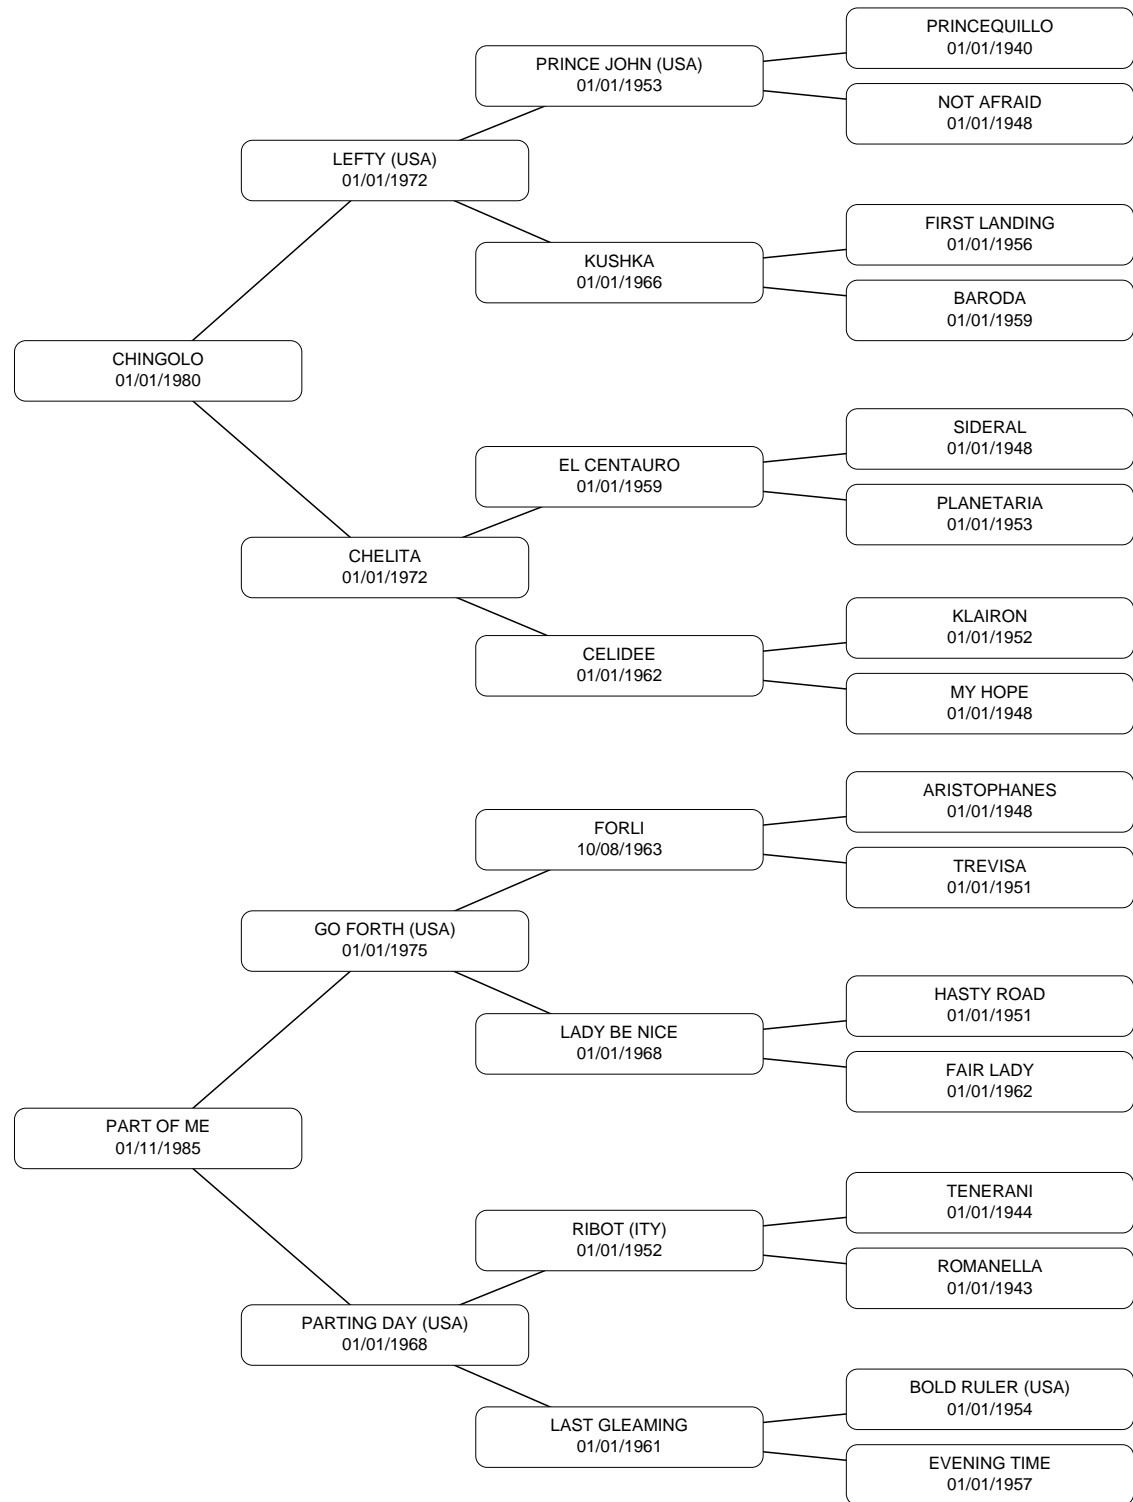 PRINCEQUILLO
01/01/1940
PRINCE JOHN (USA)
01/01/1953
NOT AFRAID
01/01/1948
LEFTY (USA)
01/01/1972
FIRST LANDING
01/01/1956
KUSHKA
01/01/1966
BARODA
01/01/1959
CHINGOLO
01/01/1980
SIDERAL
01/01/1948
EL CENTAURO
01/01/1959
PLANETARIA
01/01/1953
CHELITA
01/01/1972
KLAIRON
01/01/1952
CELIDEE
01/01/1962
MY HOPE
01/01/1948
ARISTOPHANES
01/01/1948
FORLI
10/08/1963
TREVISA
01/01/1951
GO FORTH (USA)
01/01/1975
HASTY ROAD
01/01/1951
LADY BE NICE
01/01/1968
FAIR LADY
01/01/1962
PART OF ME
01/11/1985
TENERANI
01/01/1944
RIBOT (ITY)
01/01/1952
ROMANELLA
01/01/1943
PARTING DAY (USA)
01/01/1968
BOLD RULER (USA)
01/01/1954
LAST GLEAMING
01/01/1961
EVENING TIME
01/01/1957